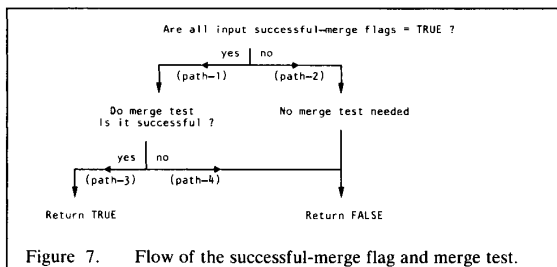 Are all input successful-merge flags = TRUE ?
yes no
(path-1) (path-2)
Do merge test No merge test needed
Is it successful ?
yes no
(path-3) (path-4)
Return TRUE Return FALSE
Figure 7. Flow of the successful-merge flag and merge test.